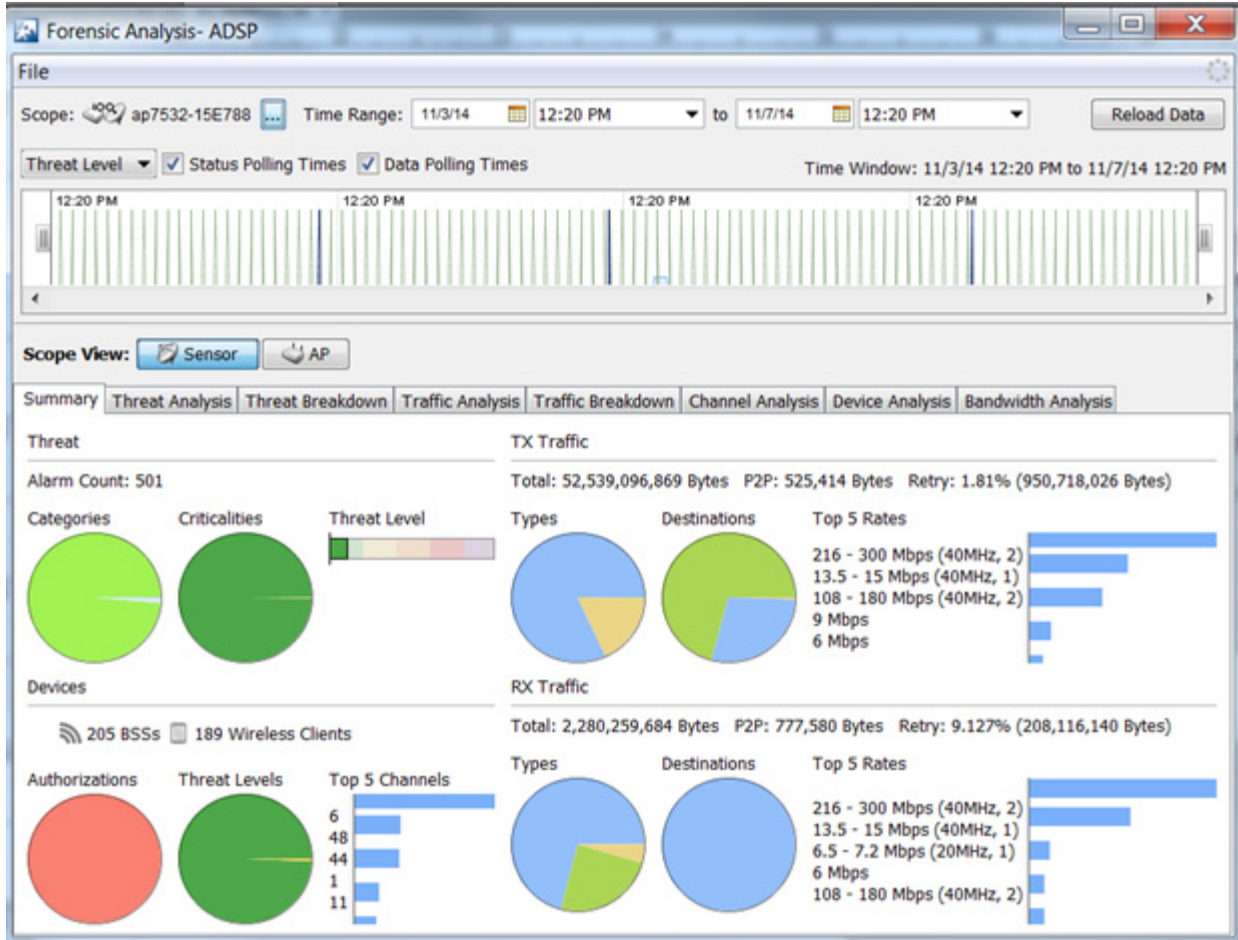 Forensic Analysis- ADSP
File
Scope: ap7532-15E788 ... Time Range: 11/3/14 12:20 PM to 11/7/14 12:20 PM Reload Data
Threat Level Status Polling Times Data Polling Times Time Window: 11/3/14 12:20 PM to 11/7/14 12:20 PM
12:20 PM 12:20 PM 12:20 PM 12:20 PM
Scope View: Sensor AP
Summary Threat Analysis Threat Breakdown Traffic Analysis Traffic Breakdown Channel Analysis Device Analysis Bandwidth Analysis
Threat
Alarm Count: 501
Categories Criticalities Threat Level
TX Traffic
Total: 52,539,096,869 Bytes P2P: 525,414 Bytes Retry: 1.81% (950,718,026 Bytes)
Types Destinations Top 5 Rates
216 - 300 Mbps (40MHz, 2)
13.5 - 15 Mbps (40MHz, 1)
108 - 180 Mbps (40MHz, 2)
9 Mbps
6 Mbps
Devices
205 BSSs 189 Wireless Clients
Authorizations Threat Levels Top 5 Channels
6
48
44
1
11
RX Traffic
Total: 2,280,259,684 Bytes P2P: 777,580 Bytes Retry: 9.127% (208,116,140 Bytes)
Types Destinations Top 5 Rates
216 - 300 Mbps (40MHz, 2)
13.5 - 15 Mbps (40MHz, 1)
6.5 - 7.2 Mbps (20MHz, 1)
6 Mbps
108 - 180 Mbps (40MHz, 2)